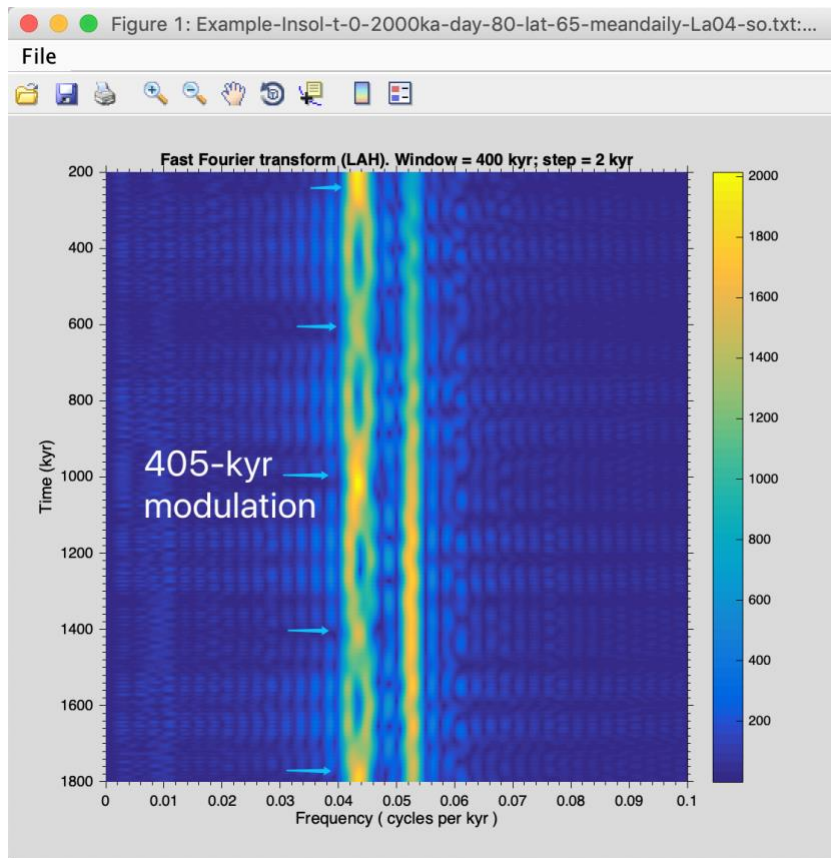 Figure 1: Example-Insol-t-0-2000ka-day-80-lat-65-meandaily-La04-so.txt:...
File
Fast Fourier transform (LAH). Window = 400 kyr; step = 2 kyr
200
400
600
800
1000
1200
1400
1600
1800
Time (kyr)
405-kyr
modulation
0 0.01 0.02 0.03 0.04 0.05 0.06 0.07 0.08 0.09 0.1
Frequency ( cycles per kyr )
2000
1800
1600
1400
1200
1000
800
600
400
200